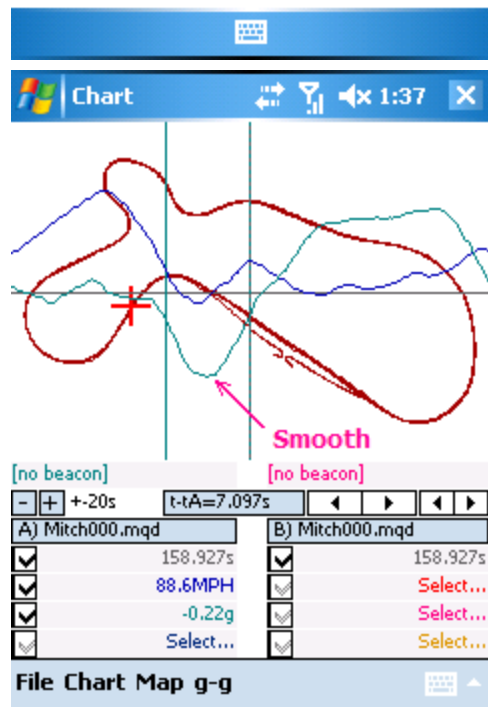 Chart 1:37
Smooth
[no beacon] [no beacon]
- + +-20s t-tA=7.097s
A) Mitch000.mqd B) Mitch000.mqd
158.927s 158.927s
88.6MPH Select...
-0.22g Select...
Select... Select...
File Chart Map g-g